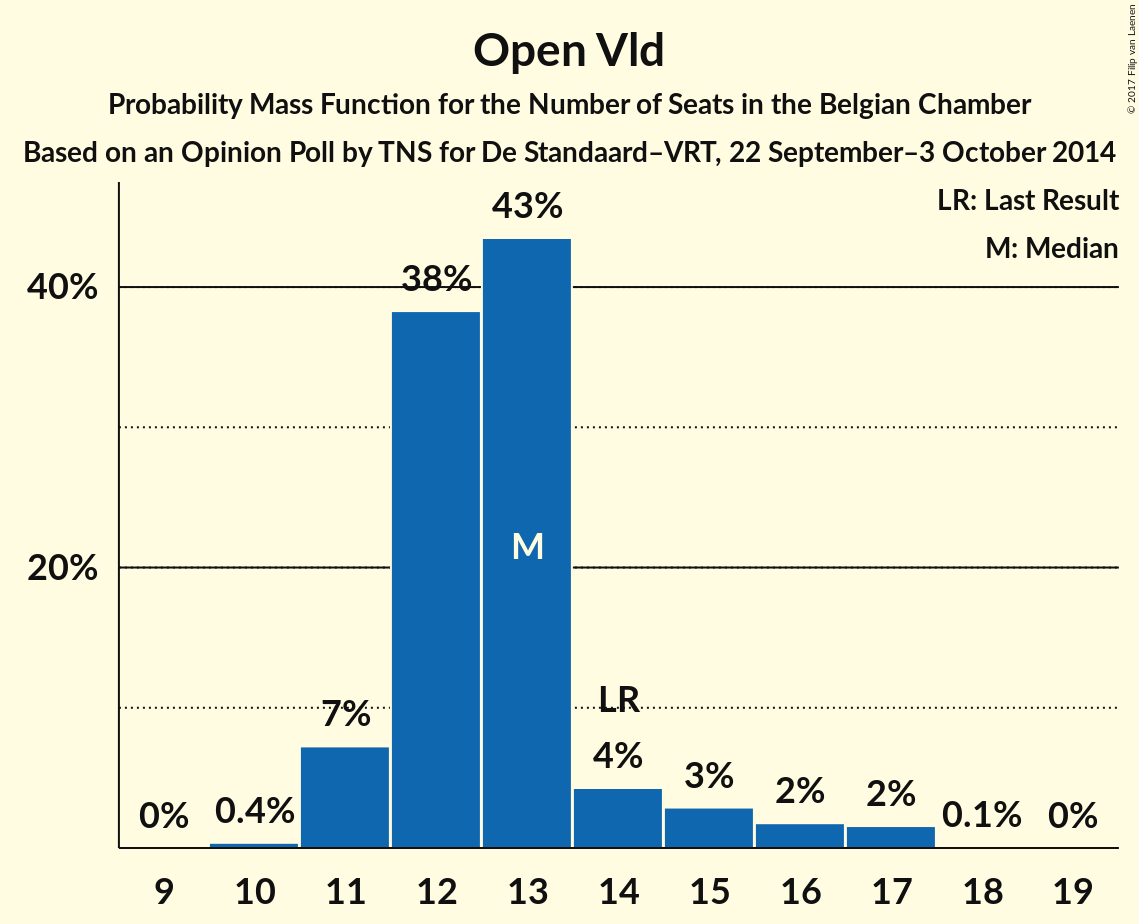 Open Vld
Probability Mass Function for the Number of Seats in the Belgian Chamber
Based on an Opinion Poll by TNS for De Standaard–VRT, 22 September–3 October 2014
© 2017 Filip van Laenen
LR: Last Result
M: Median
40%
20%
0%
0.4%
7%
38%
43%
M
LR
4%
3%
2%
2%
0.1%
0%
9 10 11 12 13 14 15 16 17 18 19